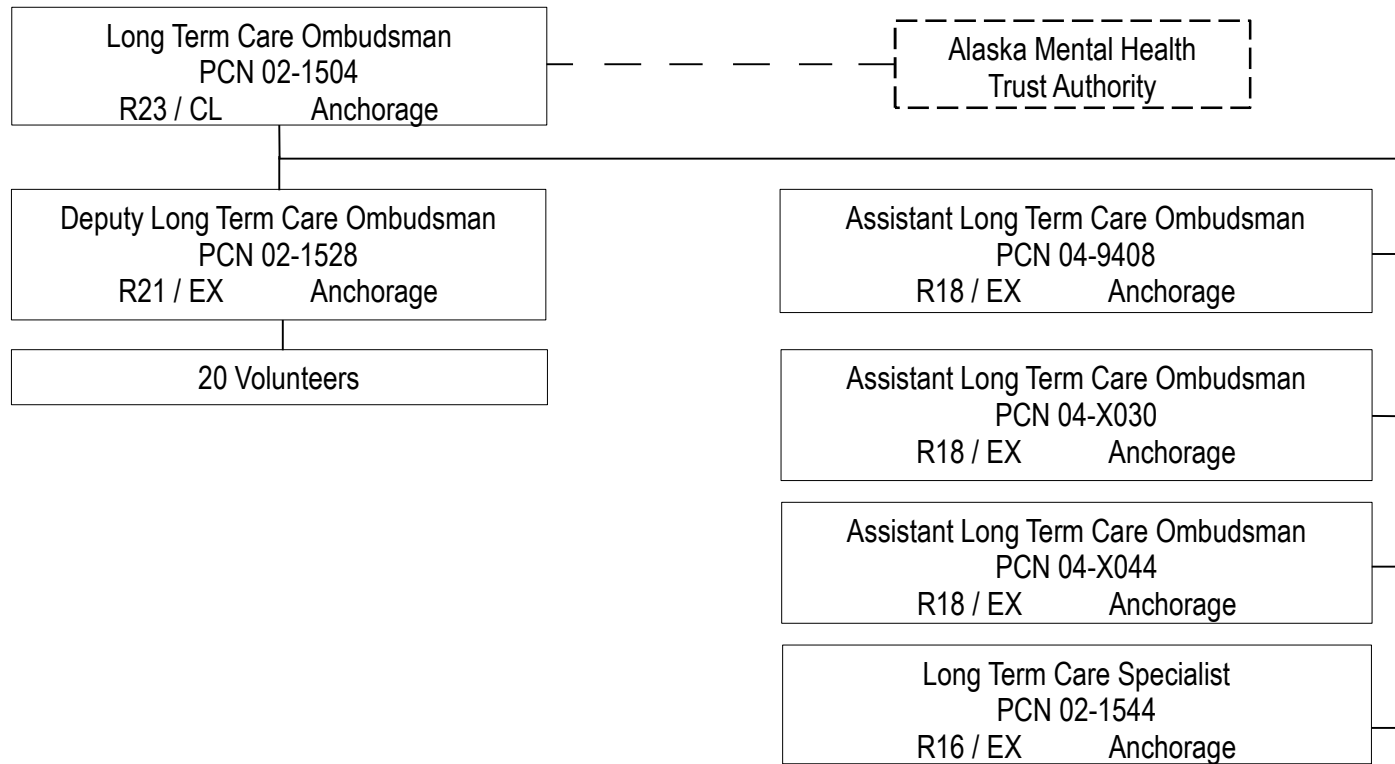 Long Term Care Ombudsman
PCN 02-1504
R23 / CL Anchorage
Alaska Mental Health
Trust Authority
Deputy Long Term Care Ombudsman
PCN 02-1528
R21 / EX Anchorage
20 Volunteers
Assistant Long Term Care Ombudsman
PCN 04-9408
R18 / EX Anchorage
Assistant Long Term Care Ombudsman
PCN 04-X030
R18 / EX Anchorage
Assistant Long Term Care Ombudsman
PCN 04-X044
R18 / EX Anchorage
Long Term Care Specialist
PCN 02-1544
R16 / EX Anchorage